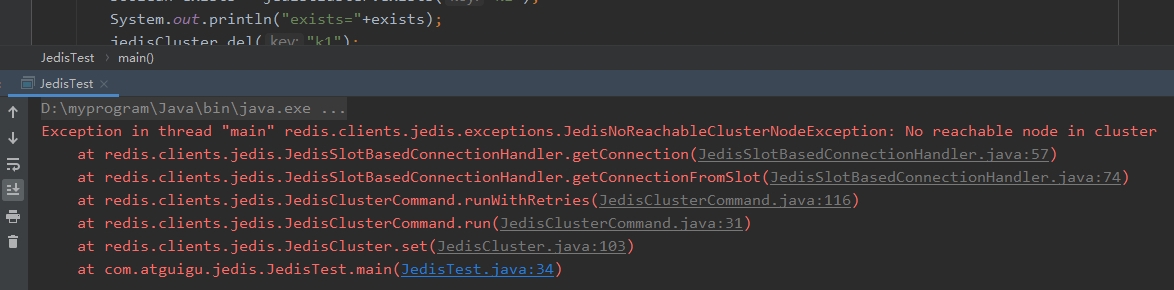 System.out.println("exists="+exists);
jedisCluster.del( key: "k1");
JedisTest > main()
JedisTest ×
D:\myprogram\Java\bin\java.exe ...
Exception in thread "main" redis.clients.jedis.exceptions.JedisNoReachableClusterNodeException: No reachable node in cluster
at redis.clients.jedis.JedisSlotBasedConnectionHandler.getConnection(JedisSlotBasedConnectionHandler.java:57)
at redis.clients.jedis.JedisSlotBasedConnectionHandler.getConnectionFromSlot(JedisSlotBasedConnectionHandler.java:74)
at redis.clients.jedis.JedisClusterCommand.runWithRetries(JedisClusterCommand.java:116)
at redis.clients.jedis.JedisClusterCommand.run(JedisClusterCommand.java:31)
at redis.clients.jedis.JedisCluster.set(JedisCluster.java:103)
at com.atguigu.jedis.JedisTest.main(JedisTest.java:34)